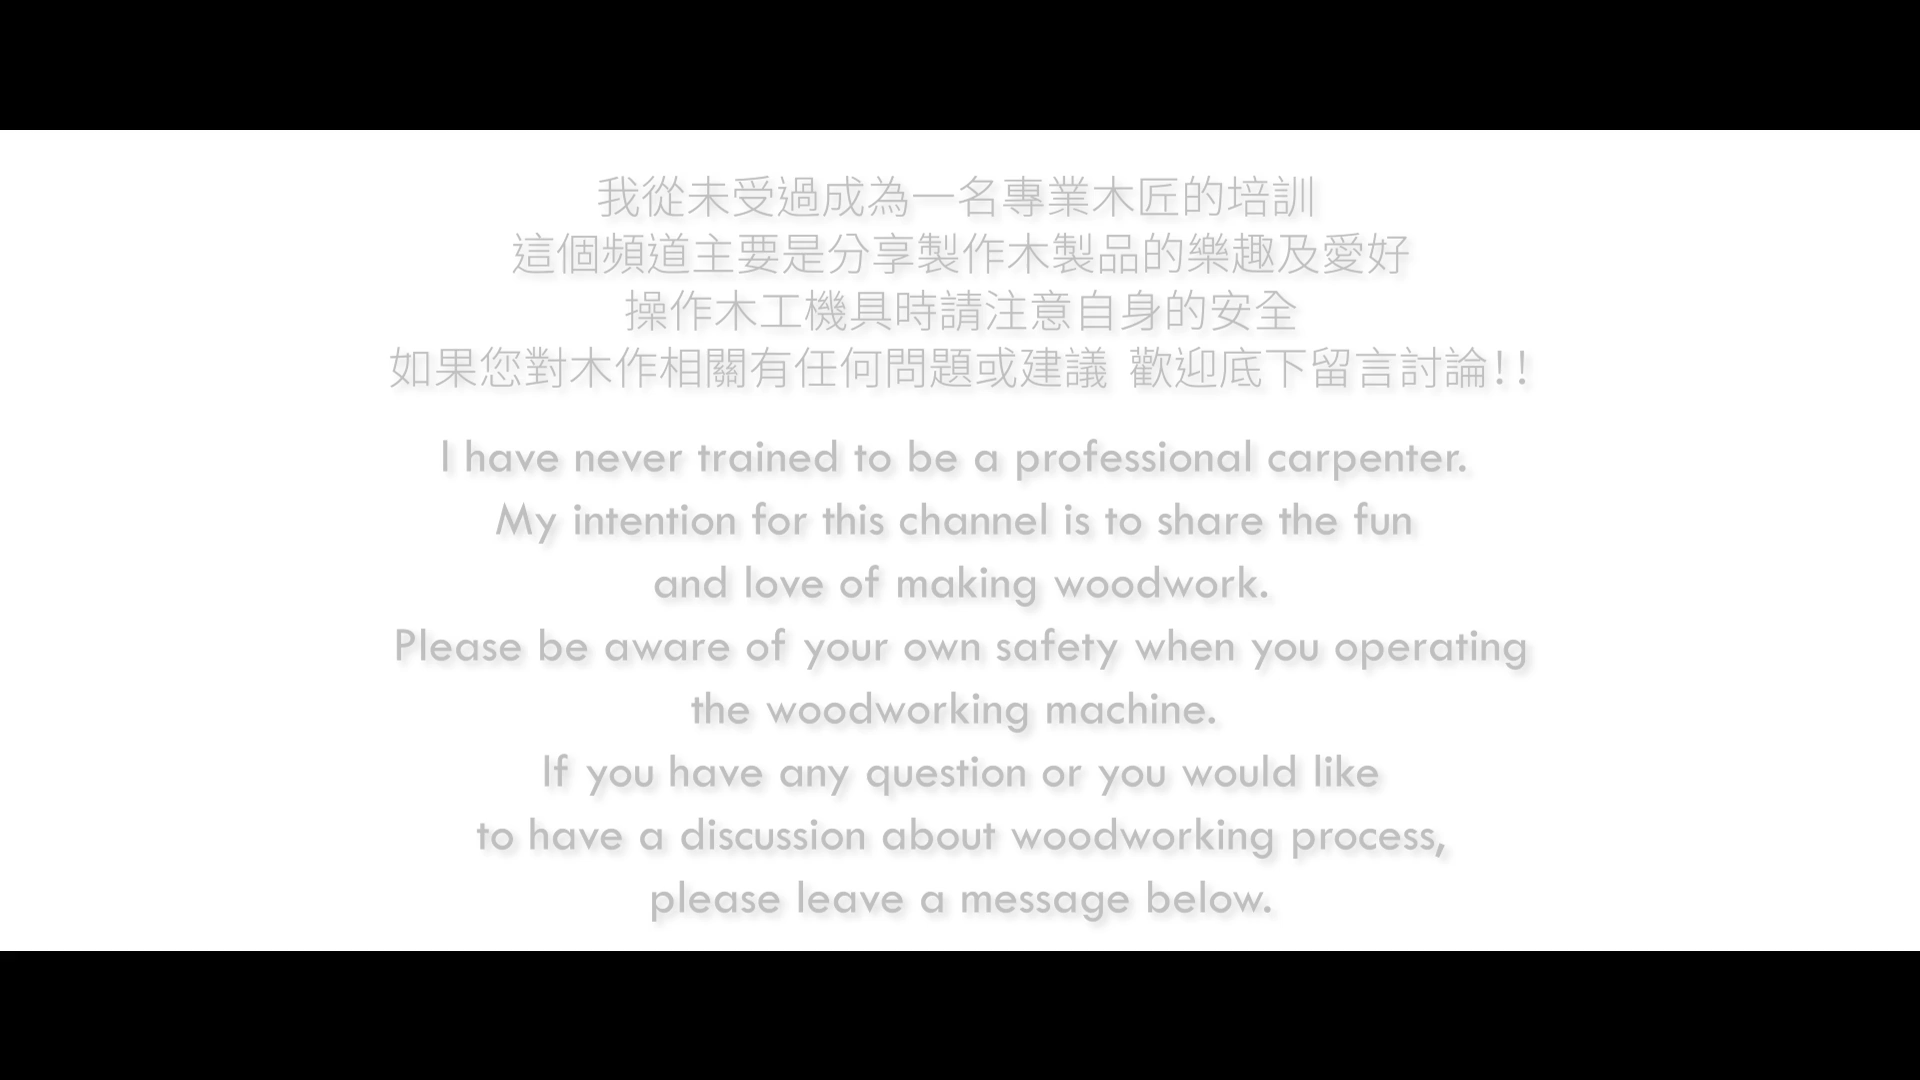 我從未受過成為一名專業木匠的培訓
這個頻道主要是分享製作木製品的樂趣及愛好
操作木工機具時請注意自身的安全
如果您對木作相關有任何問題或建議 歡迎底下留言討論!!
I have never trained to be a professional carpenter.
My intention for this channel is to share the fun
and love of making woodwork.
Please be aware of your own safety when you operating
the woodworking machine.
If you have any question or you would like
to have a discussion about woodworking process,
please leave a message below.